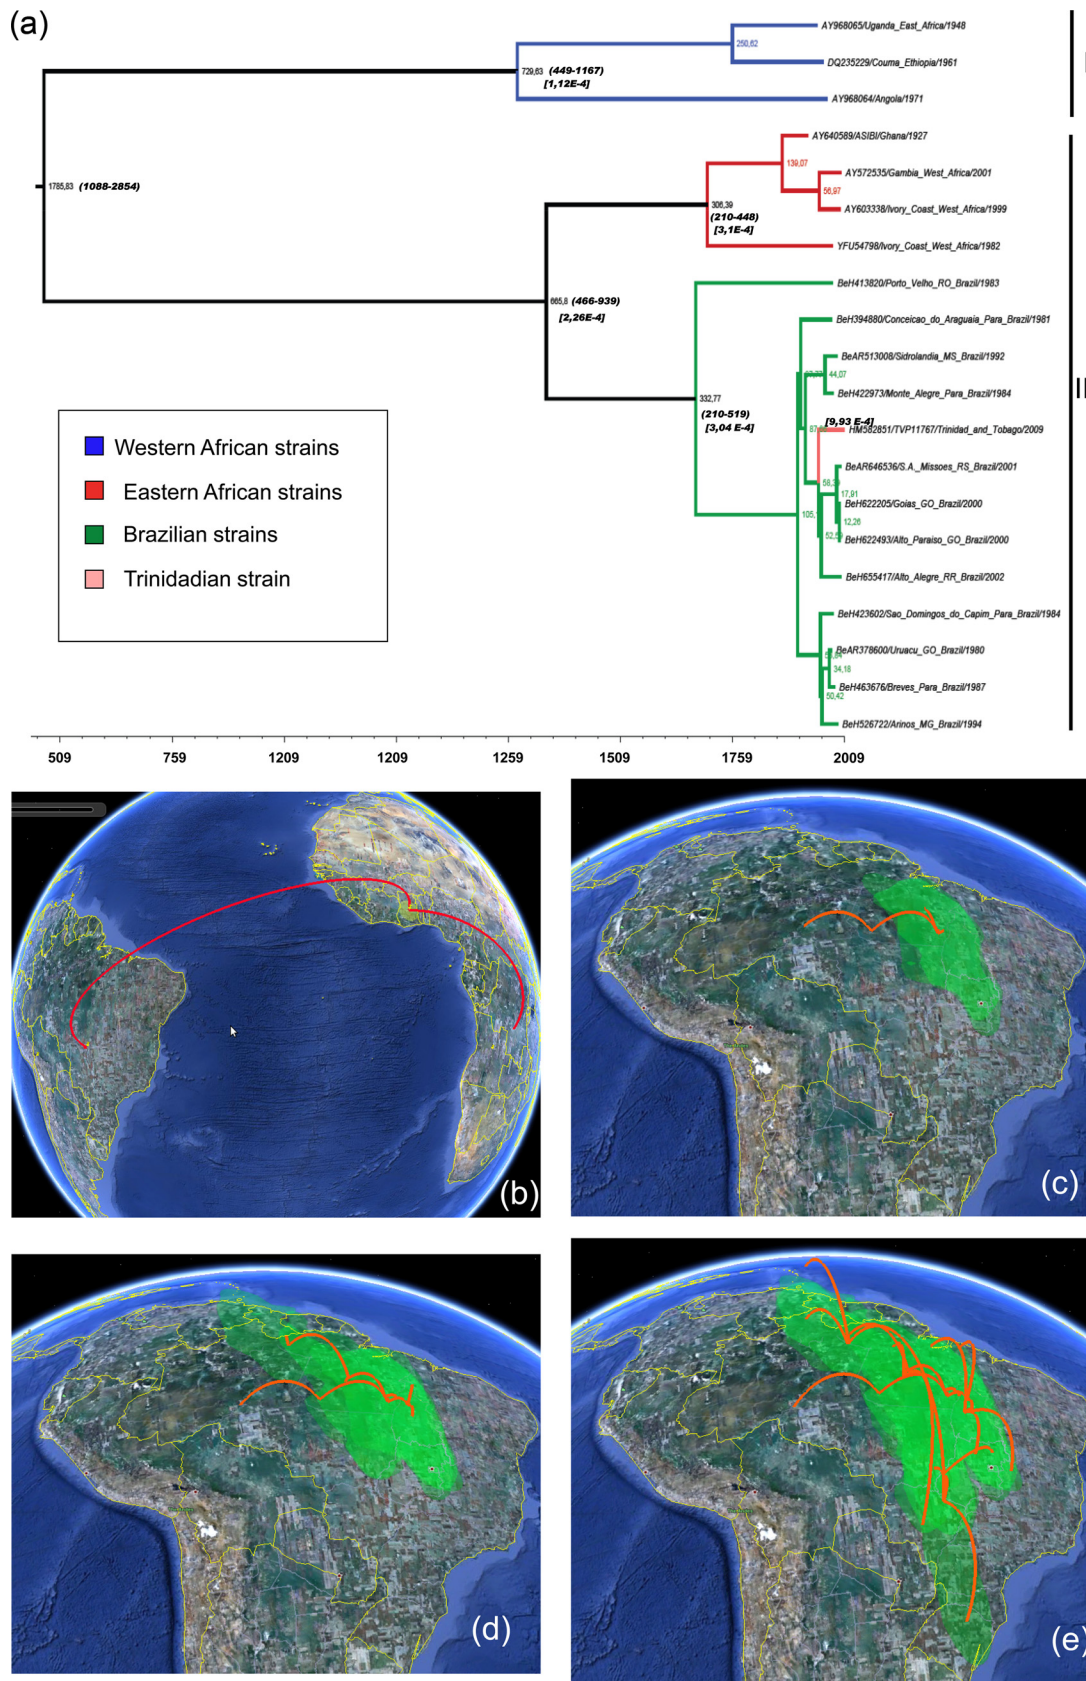 (a)
AY968065/Uganda_East_Africa/1948
250,62
DQ235229/Couma_Ethiopia/1961
729,63 (449-1167)
[1,12E-4]
AY968064/Angola/1971
AY640589/ASIBI/Ghana/1927
139,07
AY572535/Gambia_West_Africa/2001
1785,83 (1088-2854)
56,97
306,39
AY603338/Ivory_Coast_West_Africa/1999
(210-448)
[3,1E-4]
YFU54798/Ivory_Coast_West_Africa/1982
BeH413820/Porto_Velho_RO_Brazil/1983
665,8 (466-939)
[2,26E-4]
BeH394880/Conceicao_do_Araguaia_Para_Brazil/1981
BeAR513008/Sidrolandia_MS_Brazil/1992
44,07
II
BeH422973/Monte_Alegre_Para_Brazil/1984
332,77
(210-519)
[3,04 E-4]
[9,93 E-4]
HM582851/TVP11767/Trinidad_and_Tobago/2009
BeAR646536/S.A._Missoes_RS_Brazil/2001
17,91
BeH622205/Goias_GO_Brazil/2000
12,26
BeH622493/Alto_Paraiso_GO_Brazil/2000
BeH655417/Alto_Alegre_RR_Brazil/2002
BeH423602/Sao_Domingos_do_Capim_Para_Brazil/1984
BeAR378600/Uruacu_GO_Brazil/1980
34,18
BeH463676/Breves_Para_Brazil/1987
50,42
BeH526722/Arinos_MG_Brazil/1994
Western African strains
Eastern African strains
Brazilian strains
Trinidadian strain
509 759 1209 1209 1259 1509 1759 2009
(b)
(c)
(d)
(e)